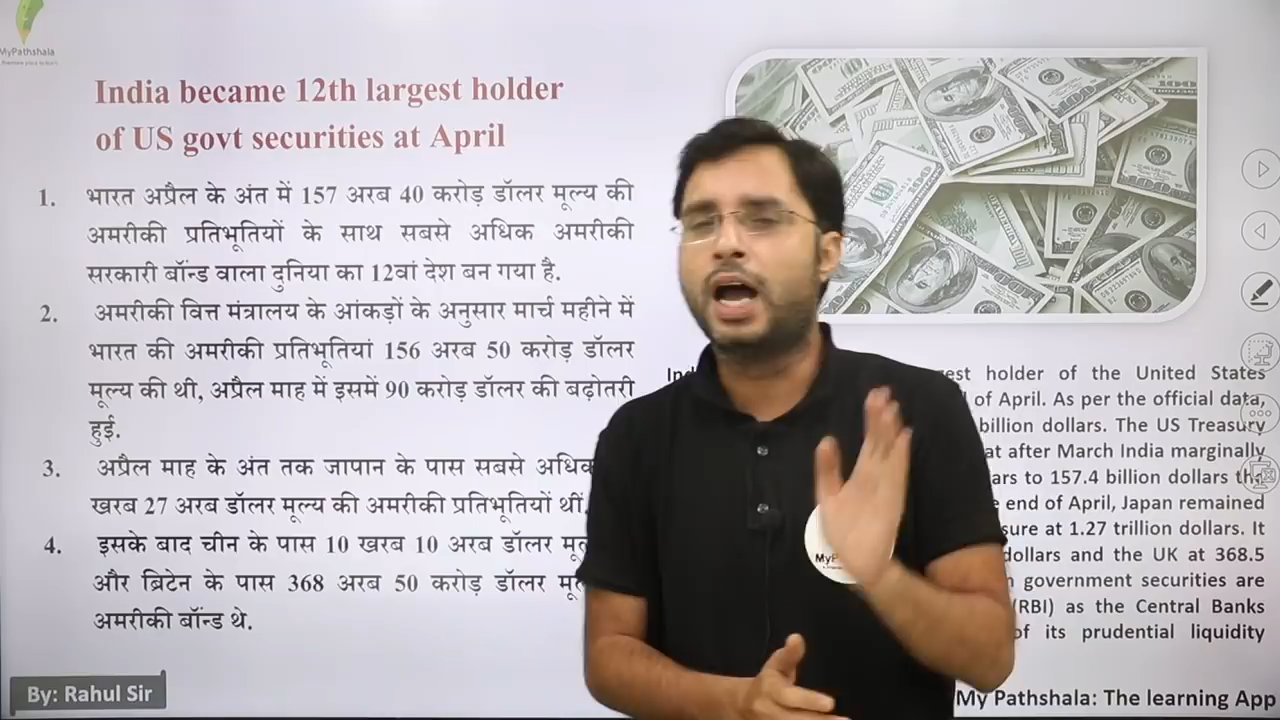 MyPathshala
India became 12th largest holder
of US govt securities at April
1. भारत अप्रैल के अंत में 157 अरब 40 करोड़ डॉलर मूल्य की
अमरीकी प्रतिभूतियों के साथ सबसे अधिक अमरीकी
सरकारी बॉन्ड वाला दुनिया का 12वां देश बन गया है.
2. अमरीकी वित्त मंत्रालय के आंकड़ों के अनुसार मार्च महीने में
भारत की अमरीकी प्रतिभूतियां 156 अरब 50 करोड़ डॉलर
मूल्य की थी, अप्रैल माह में इसमें 90 करोड़ डॉलर की बढ़ोतरी
हुई.
3. अप्रैल माह के अंत तक जापान के पास सबसे अधिक
खरब 27 अरब डॉलर मूल्य की अमरीकी प्रतिभूतियों थीं.
4. इसके बाद चीन के पास 10 खरब 10 अरब डॉलर
और ब्रिटेन के पास 368 अरब 50 करोड़ डॉलर
अमरीकी बॉन्ड थे.
holder of the United States
of April. As per the official data,
billion dollars. The US Treasury
after March India marginally
to 157.4 billion dollars
end of April, Japan remained
at 1.27 trillion dollars. It
dollars and the UK at 368.5
government securities are
(RBI) as the Central Banks
of its prudential liquidity
By: Rahul Sir
My Pathshala: The learning App